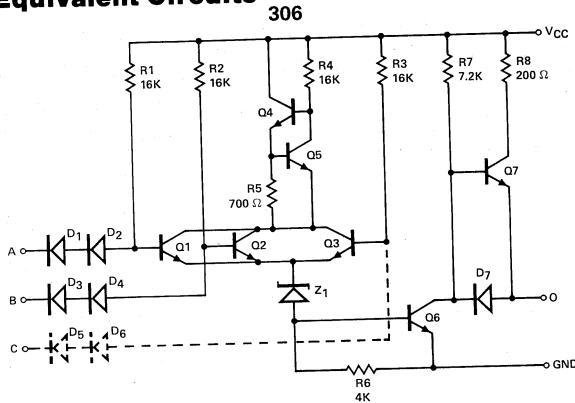 Equivalent Circuits
306
VCC
R1
16K
R2
16K
R4
16K
R3
16K
R7
7.2K
R8
200 Ω
Q4
Q5
Q7
R5
700 Ω
D1
D2
A
Q1
Q2
Q3
D3
D4
B
Z1
D7
O
Q6
D5
D6
C
R6
4K
GND